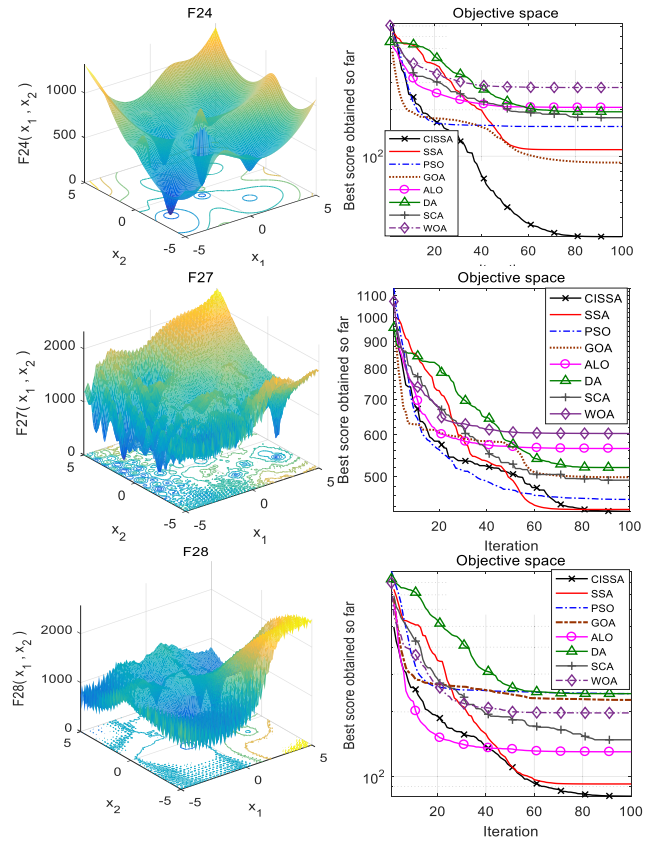 F24
F24( x1 , x2 )
1000
500
0
5
0
-5
x2
-5
0
5
x1
Objective space
Best score obtained so far
10^2
CISSA
SSA
PSO
GOA
ALO
DA
SCA
WOA
20
40
60
80
100
F27
F27( x1 , x2 )
2000
1000
0
5
0
-5
x2
-5
0
5
x1
Objective space
Best score obtained so far
1100
1000
900
800
700
600
500
CISSA
SSA
PSO
GOA
ALO
DA
SCA
WOA
20
40
60
80
100
Iteration
F28
F28( x1 , x2 )
2000
1000
0
5
0
-5
x2
-5
0
5
x1
Objective space
Best score obtained so far
10^2
CISSA
SSA
PSO
GOA
ALO
DA
SCA
WOA
20
40
60
80
100
Iteration